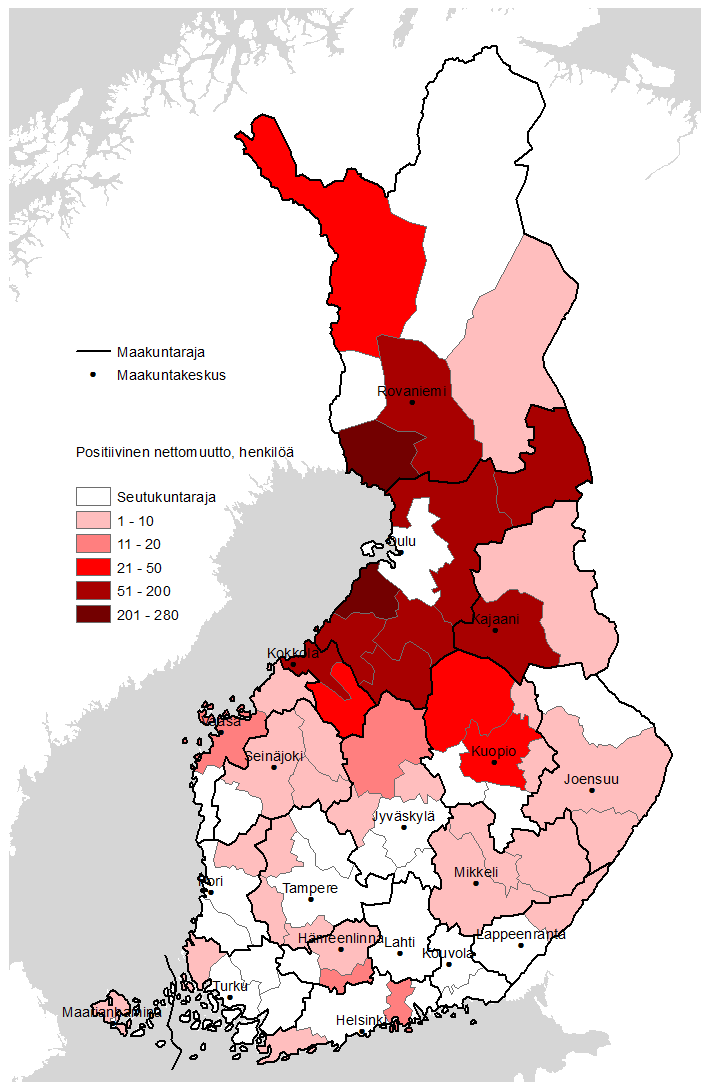 Maakuntaraja
Maakuntakeskus
Rovaniemi
Positiivinen nettomuutto, henkilöä
Seutukuntaraja
1 - 10
11 - 20
21 - 50
51 - 200
201 - 280
Oulu
Kajaani
Kokkola
Vaasa
Seinäjoki
Kuopio
Joensuu
Jyväskylä
Mikkeli
Pori
Tampere
Hämeenlinna
Lahti
Lappeenranta
Kouvola
Turku
Maarianhamina
Helsinki